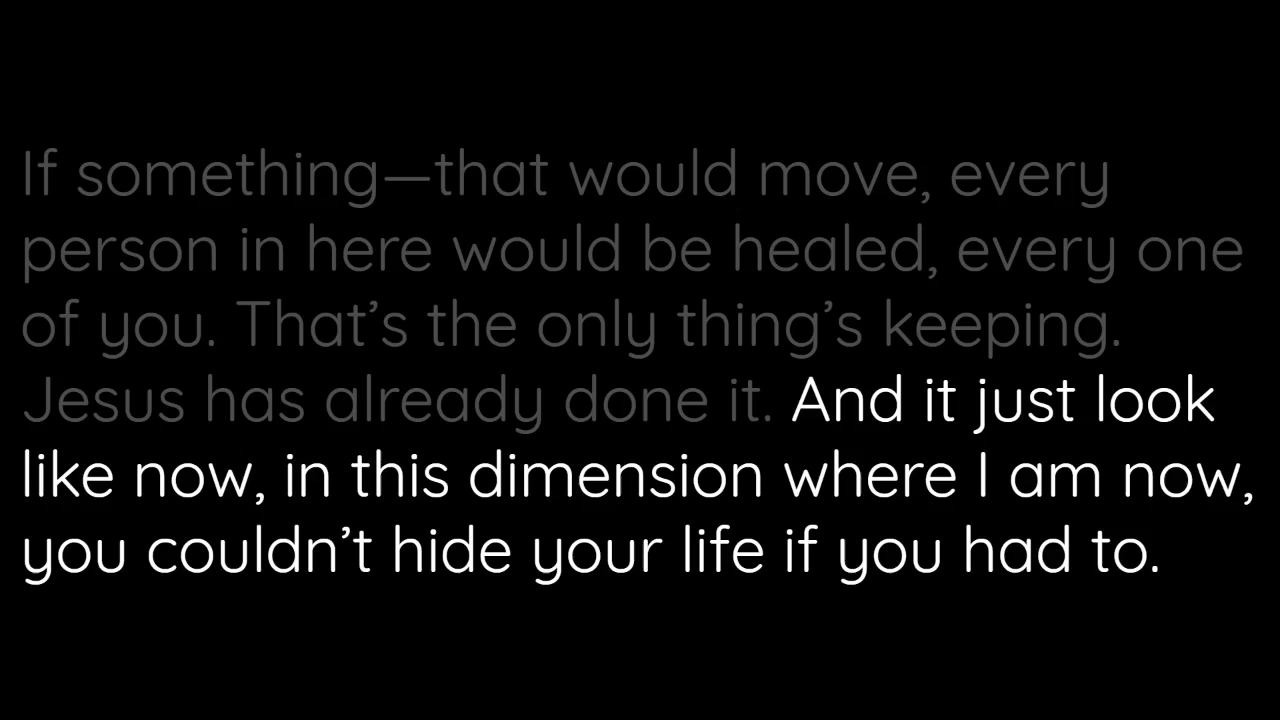 If something—that would move, every
person in here would be healed, every one
of you. That’s the only thing’s keeping.
Jesus has already done it. And it just look
like now, in this dimension where I am now,
you couldn’t hide your life if you had to.